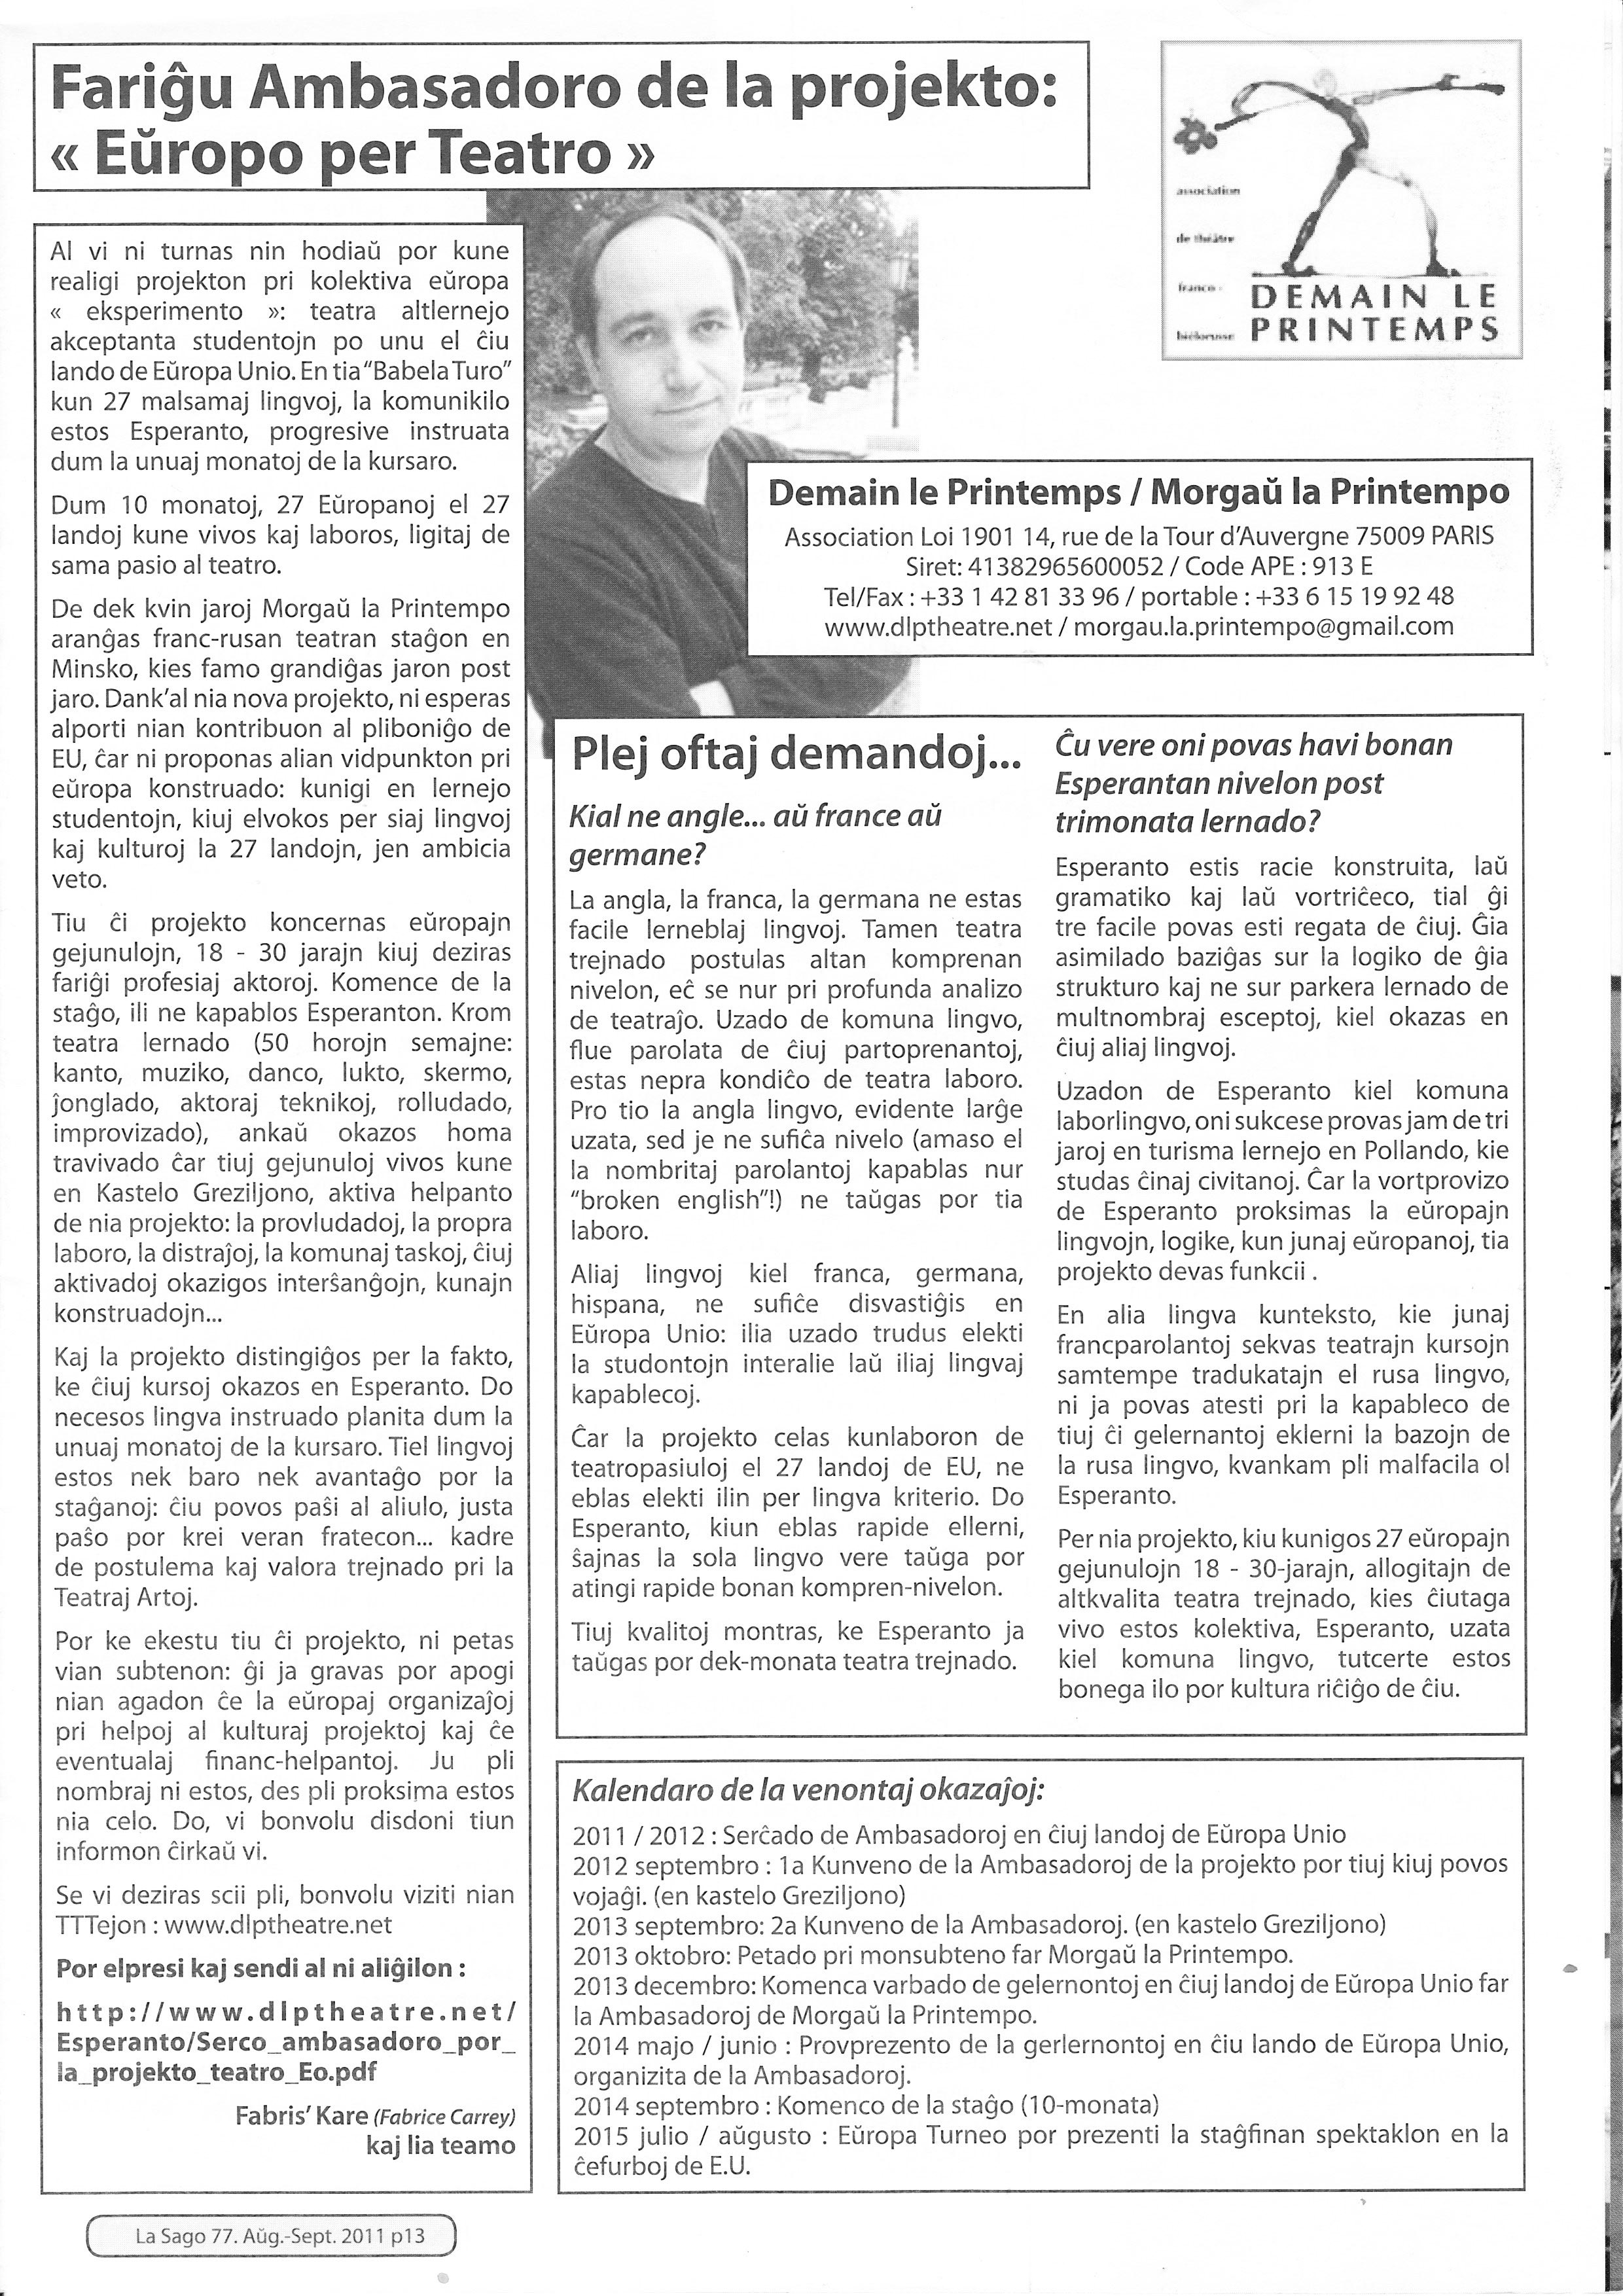 Fariĝu Ambasadoro de la projekto:
« Eŭropo per Teatro »
association
de théâtre
franco -
biélorusse
DEMAIN LE
PRINTEMPS
Al vi ni turnas nin hodiaŭ por kune
realigi projekton pri kolektiva eŭropa
« eksperimento »: teatra altlernejo
akceptanta studentojn po unu el ĉiu
lando de Eŭropa Unio. En tia “Babela Turo”
kun 27 malsamaj lingvoj, la komunikilo
estos Esperanto, progresive instruata
dum la unuaj monatoj de la kursaro.
Dum 10 monatoj, 27 Eŭropanoj el 27
landoj kune vivos kaj laboros, ligitaj de
sama pasio al teatro.
De dek kvin jaroj Morgaŭ la Printempo
aranĝas franc-rusan teatran staĝon en
Minsko, kies famo grandiĝas jaron post
jaro. Dank’al nia nova projekto, ni esperas
alporti nian kontribuon al pliboniĝo de
EU, ĉar ni proponas alian vidpunkton pri
eŭropa konstruado: kunigi en lernejo
studentojn, kiuj elvokos per siaj lingvoj
kaj kulturoj la 27 landojn, jen ambicia
veto.
Tiu ĉi projekto koncernas eŭropajn
gejunulojn, 18 - 30 jarajn kiuj deziras
fariĝi profesiaj aktoroj. Komence de la
staĝo, ili ne kapablos Esperanton. Krom
teatra lernado (50 horojn semajne:
kanto, muziko, danco, lukto, skermo,
ĵonglado, aktoraj teknikoj, rolludado,
improvizado), ankaŭ okazos homa
travivado ĉar tiuj gejunuloj vivos kune
en Kastelo Greziljono, aktiva helpanto
de nia projekto: la provludadoj, la propra
laboro, la distraĵoj, la komunaj taskoj, ĉiuj
aktivadoj okazigos interŝanĝojn, kunajn
konstruadojn...
Kaj la projekto distingiĝos per la fakto,
ke ĉiuj kursoj okazos en Esperanto. Do
necesos lingva instruado planita dum la
unuaj monatoj de la kursaro. Tiel lingvoj
estos nek baro nek avantaĝo por la
staĝanoj: ĉiu povos paŝi al aliulo, justa
paŝo por krei veran fratecon... kadre
de postulema kaj valora trejnado pri la
Teatraj Artoj.
Por ke ekestu tiu ĉi projekto, ni petas
vian subtenon: ĝi ja gravas por apogi
nian agadon ĉe la eŭropaj organizaĵoj
pri helpoj al kulturaj projektoj kaj ĉe
eventualaj financ-helpantoj. Ju pli
nombraj ni estos, des pli proksima estos
nia celo. Do, vi bonvolu disdoni tiun
informon ĉirkaŭ vi.
Se vi deziras scii pli, bonvolu viziti nian
TTTejon : www.dlptheatre.net
Por elpresi kaj sendi al ni aliĝilon :
http://www.dlptheatre.net/
Esperanto/Serco_ambasadoro_por_
la_projekto_teatro_Eo.pdf
Fabris’ Kare (Fabrice Carrey)
kaj lia teamo
Demain le Printemps / Morgaŭ la Printempo
Association Loi 1901 14, rue de la Tour d’Auvergne 75009 PARIS
Siret: 41382965600052 / Code APE : 913 E
Tel/Fax : +33 1 42 81 33 96 / portable : +33 6 15 19 92 48
www.dlptheatre.net / morgau.la.printempo@gmail.com
Plej oftaj demandoj...
Kial ne angle... aŭ france aŭ
germane?
La angla, la franca, la germana ne estas
facile lerneblaj lingvoj. Tamen teatra
trejnado postulas altan komprenan
nivelon, eĉ se nur pri profunda analizo
de teatraĵo. Uzado de komuna lingvo,
flue parolata de ĉiuj partoprenantoj,
estas nepra kondiĉo de teatra laboro.
Pro tio la angla lingvo, evidente larĝe
uzata, sed je ne sufiĉa nivelo (amaso el
la nombritaj parolantoj kapablas nur
“broken english”!) ne taŭgas por tia
laboro.
Aliaj lingvoj kiel franca, germana,
hispana, ne sufiĉe disvastiĝis en
Eŭropa Unio: ilia uzado trudus elekti
la studontojn interalie laŭ iliaj lingvaj
kapablecoj.
Ĉar la projekto celas kunlaboron de
teatropasiuloj el 27 landoj de EU, ne
eblas elekti ilin per lingva kriterio. Do
Esperanto, kiun eblas rapide ellerni,
ŝajnas la sola lingvo vere taŭga por
atingi rapide bonan kompren-nivelon.
Tiuj kvalitoj montras, ke Esperanto ja
taŭgas por dek-monata teatra trejnado.
Ĉu vere oni povas havi bonan
Esperantan nivelon post
trimonata lernado?
Esperanto estis racie konstruita, laŭ
gramatiko kaj laŭ vortriĉeco, tial ĝi
tre facile povas esti regata de ĉiuj. Ĝia
asimilado baziĝas sur la logiko de ĝia
strukturo kaj ne sur parkera lernado de
multnombraj esceptoj, kiel okazas en
ĉiuj aliaj lingvoj.
Uzadon de Esperanto kiel komuna
laborlingvo, oni sukcese provas jam de tri
jaroj en turisma lernejo en Pollando, kie
studas ĉinaj civitanoj. Ĉar la vortprovizo
de Esperanto proksimas la eŭropajn
lingvojn, logike, kun junaj eŭropanoj, tia
projekto devas funkcii .
En alia lingva kunteksto, kie junaj
francparolantoj sekvas teatrajn kursojn
samtempe tradukatajn el rusa lingvo,
ni ja povas atesti pri la kapableco de
tiuj ĉi gelernantoj eklerni la bazojn de
la rusa lingvo, kvankam pli malfacila ol
Esperanto.
Per nia projekto, kiu kunigos 27 eŭropajn
gejunulojn 18 - 30-jarajn, allogitajn de
altkvalita teatra trejnado, kies ĉiutaga
vivo estos kolektiva, Esperanto, uzata
kiel komuna lingvo, tutcerte estos
bonega ilo por kultura riĉiĝo de ĉiu.
Kalendaro de la venontaj okazaĵoj:
2011 / 2012 : Serĉado de Ambasadoroj en ĉiuj landoj de Eŭropa Unio
2012 septembro : 1a Kunveno de la Ambasadoroj de la projekto por tiuj kiuj povos
vojaĝi. (en kastelo Greziljono)
2013 septembro: 2a Kunveno de la Ambasadoroj. (en kastelo Greziljono)
2013 oktobro: Petado pri monsubteno far Morgaŭ la Printempo.
2013 decembro: Komenca varbado de gelernontoj en ĉiuj landoj de Eŭropa Unio far
la Ambasadoroj de Morgaŭ la Printempo.
2014 majo / junio : Provprezento de la gerlernontoj en ĉiu lando de Eŭropa Unio,
organizita de la Ambasadoroj.
2014 septembro : Komenco de la staĝo (10-monata)
2015 julio / aŭgusto : Eŭropa Turneo por prezenti la staĝfinan spektaklon en la
ĉefurboj de E.U.
La Sago 77. Aŭg.-Sept. 2011 p13